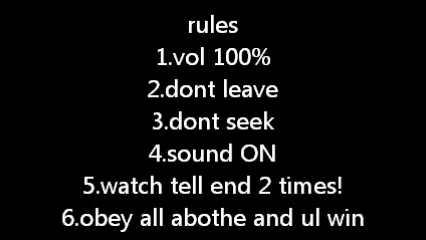 rules
1.vol 100%
2.dont leave
3.dont seek
4.sound ON
5.watch tell end 2 times!
6.obey all abothe and ul win